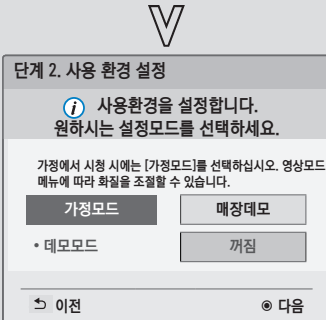 단계 2. 사용 환경 설정
i 사용환경을 설정합니다.
원하시는 설정모드를 선택하세요.
가정에서 시청 시에는 [가정모드]를 선택하십시오. 영상모드
메뉴에 따라 화질을 조절할 수 있습니다.
가정모드 매장데모
• 데모모드 꺼짐
이전 ◉ 다음